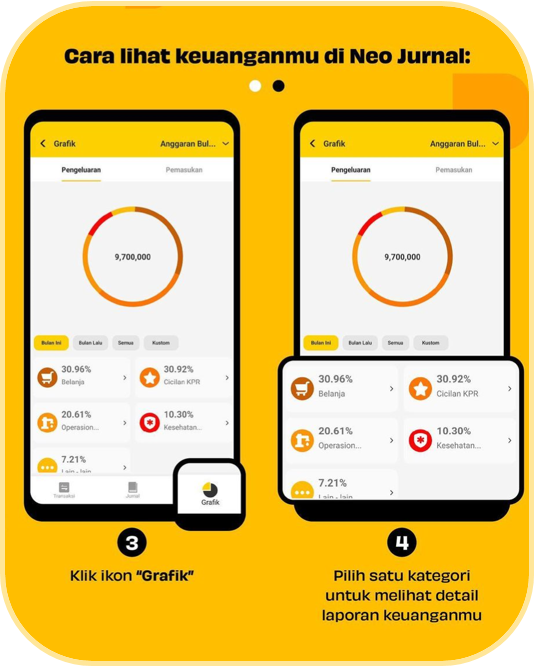 Cara lihat keuanganmu di Neo Jurnal:
Grafik
Anggaran Bul...
Pengeluaran
Pemasukan
9,700,000
Bulan Ini
Bulan Lalu
Semua
Kustom
30.96%
Belanja
30.92%
Cicilan KPR
20.61%
Operasion...
10.30%
Kesehatan...
7.21%
Lain - lain
Transaksi
Jurnal
Grafik
3
Klik ikon "Grafik"
Grafik
Anggaran Bul...
Pengeluaran
Pemasukan
9,700,000
Bulan Ini
Bulan Lalu
Semua
Kustom
30.96%
Belanja
30.92%
Cicilan KPR
20.61%
Operasion...
10.30%
Kesehatan...
7.21%
Lain - lain
4
Pilih satu kategori
untuk melihat detail
laporan keuanganmu